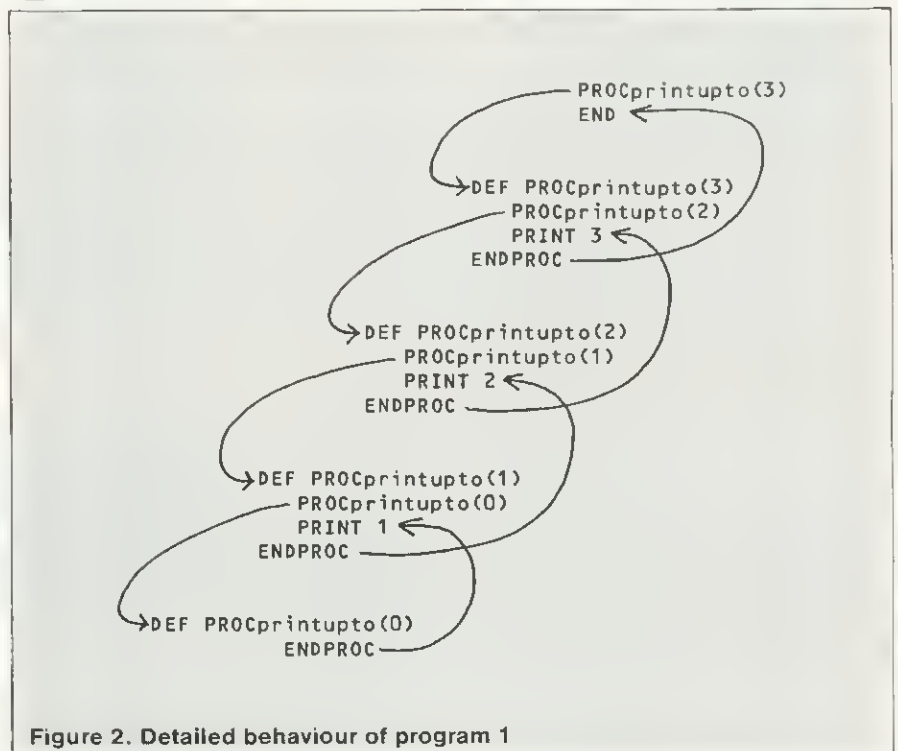 PROCprintupto(3)
END
DEF PROCprintupto(3)
PROCprintupto(2)
PRINT 3
ENDPROC
DEF PROCprintupto(2)
PROCprintupto(1)
PRINT 2
ENDPROC
DEF PROCprintupto(1)
PROCprintupto(0)
PRINT 1
ENDPROC
DEF PROCprintupto(0)
ENDPROC
Figure 2. Detailed behaviour of program 1